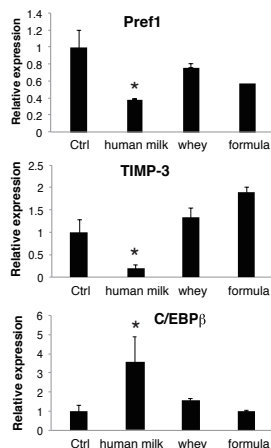 Pref1
Relative expression
1.4
1.2
1
0.8
0.6
0.4
0.2
0
*
Ctrl human milk whey formula
TIMP-3
Relative expression
2.5
2
1.5
1
0.5
0
*
Ctrl human milk whey formula
C/EBPβ
Relative expression
6
5
4
3
2
1
0
*
Ctrl human milk whey formula